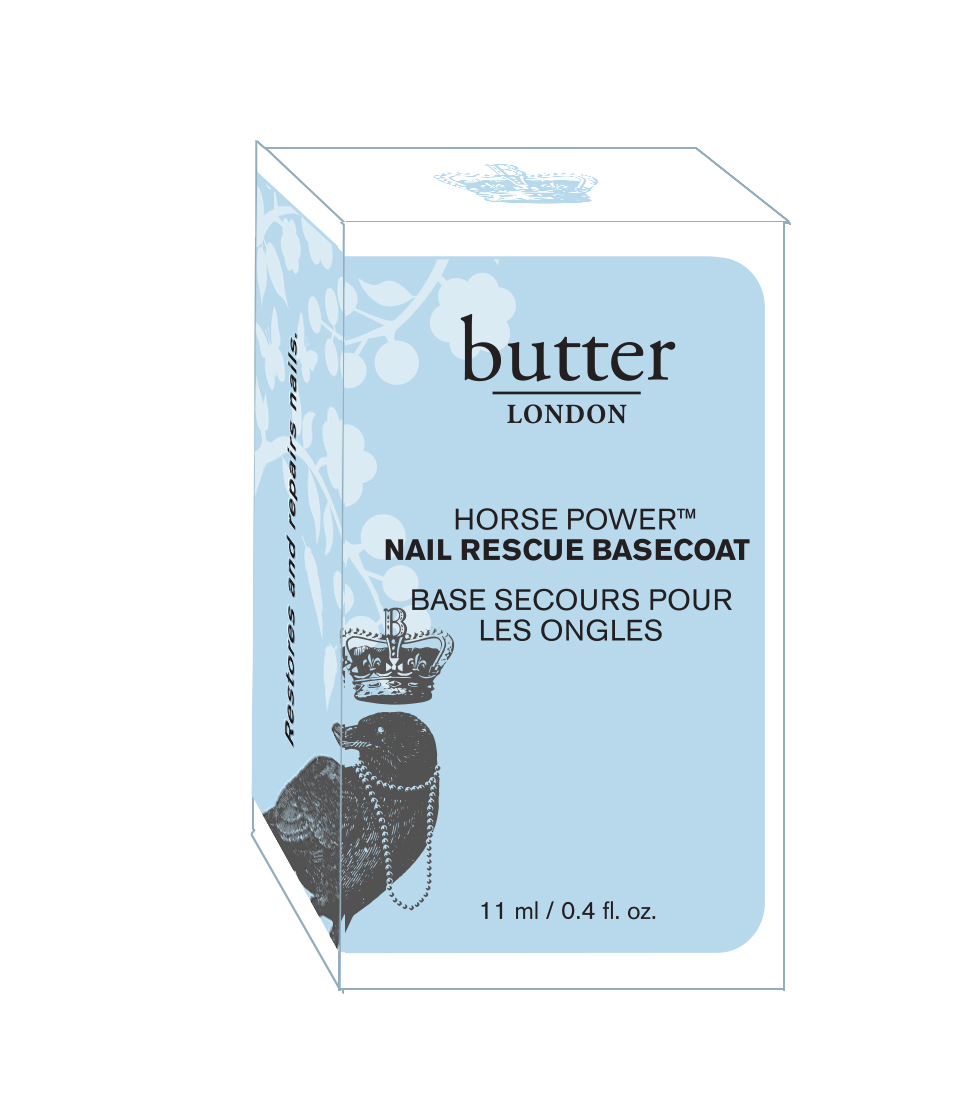 butter
LONDON
HORSE POWER™
NAIL RESCUE BASECOAT
BASE SECOURS POUR
LES ONGLES
B
11 ml / 0.4 fl. oz.
Restores and repairs nails.